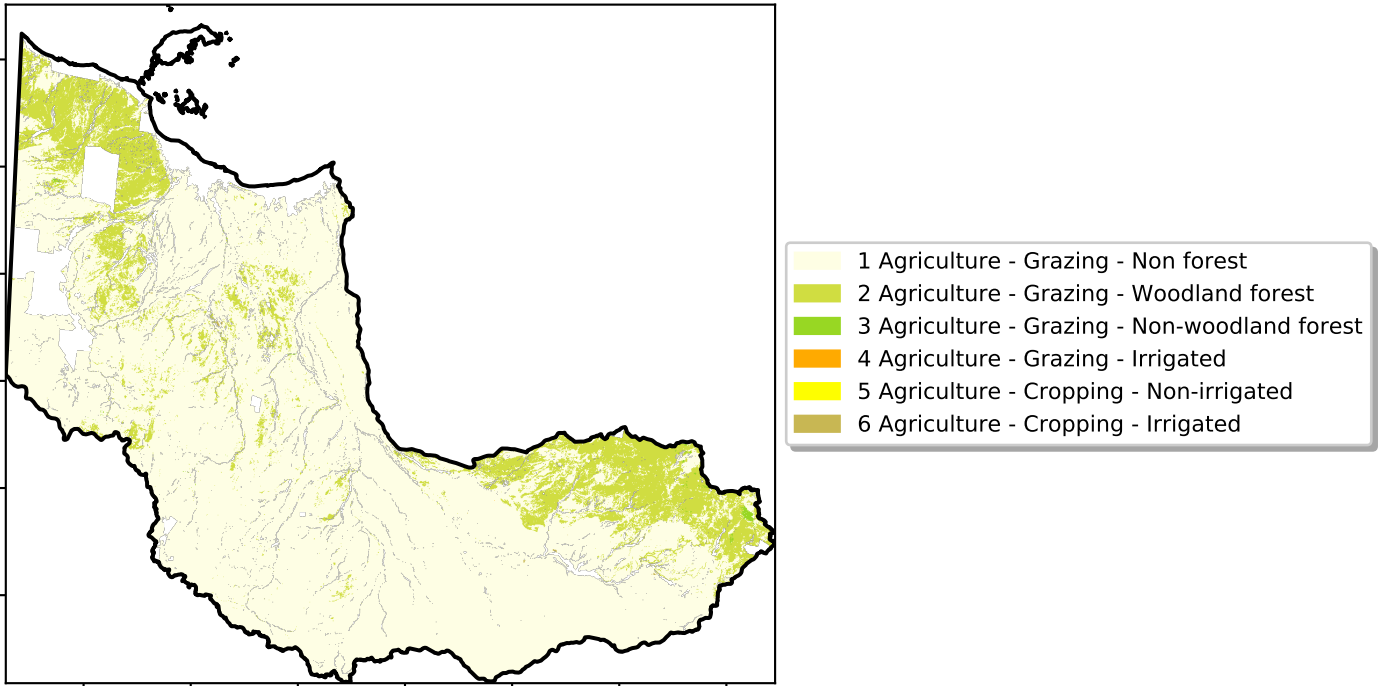 1 Agriculture - Grazing - Non forest
2 Agriculture - Grazing - Woodland forest
3 Agriculture - Grazing - Non-woodland forest
4 Agriculture - Grazing - Irrigated
5 Agriculture - Cropping - Non-irrigated
6 Agriculture - Cropping - Irrigated